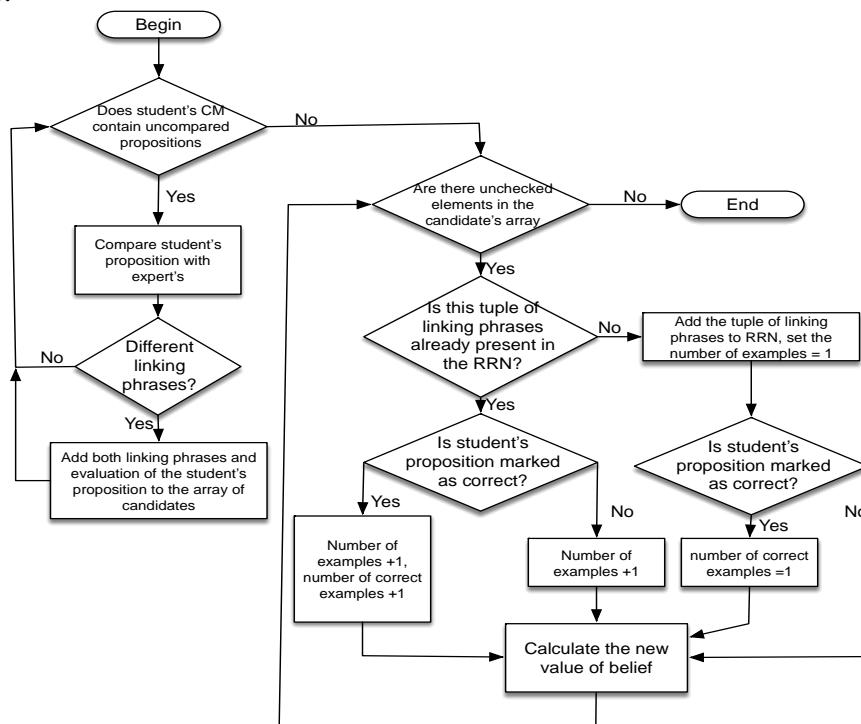 Begin
Does student's CM
contain uncompared
propositions
No
Yes
Compare student's
proposition with
expert's
Different
linking
phrases?
No
Yes
Add both linking phrases and
evaluation of the student's
proposition to the array of
candidates
Are there unchecked
elements in the
candidate's array
No
End
Yes
Is this tuple of
linking phrases
already present in
the RRN?
No
Add the tuple of linking
phrases to RRN, set the
number of examples = 1
Yes
Is student's
proposition marked
as correct?
Yes
No
Number of
examples +1,
number of correct
examples +1
Number of
examples +1
Is student's
proposition marked
as correct?
Yes
number of correct
examples =1
Calculate the new
value of belief